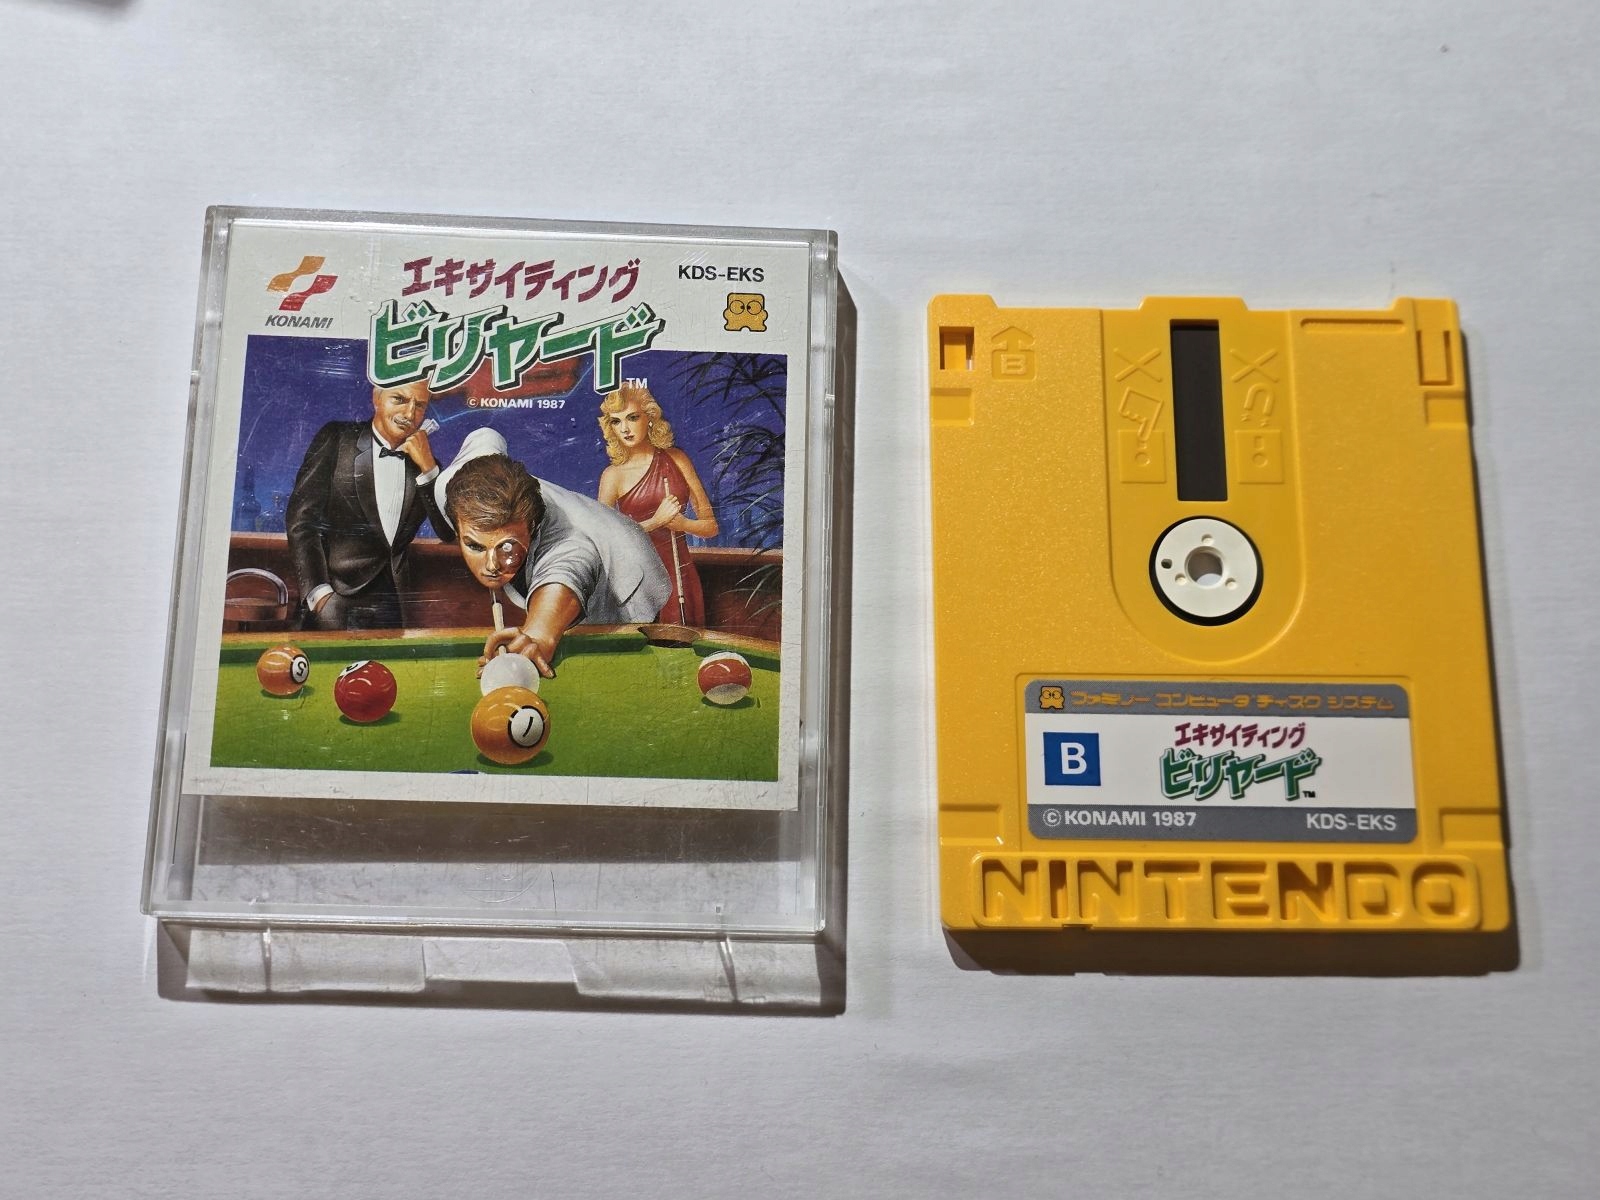 KONAMI
エキサイティング
KDS-EKS
ビリヤード
TM
© KONAMI 1987
5
1
B
ファミリー コンピュータ ディスク システム
エキサイティング
B
ビリヤード
TM
© KONAMI 1987
KDS-EKS
NINTENDO